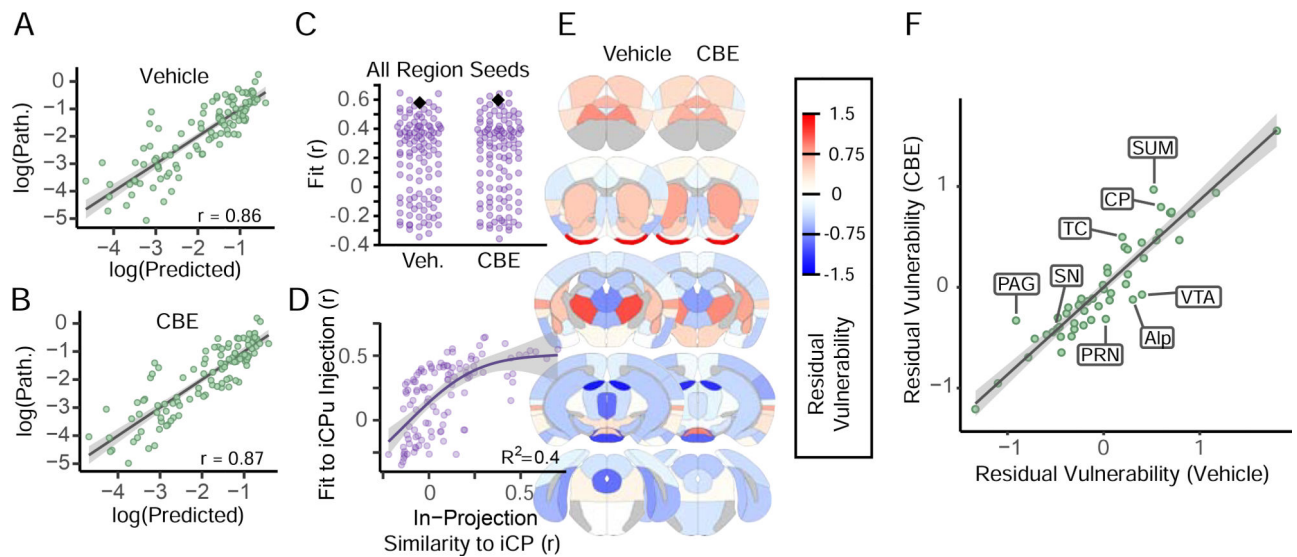 A
Vehicle
log(Path.)
0
−1
−2
−3
−4
−5
r = 0.86
−4 −3 −2 −1
log(Predicted)
B
CBE
log(Path.)
0
−1
−2
−3
−4
−5
r = 0.87
−4 −3 −2 −1
log(Predicted)
C
All Region Seeds
Fit (r)
0.6
0.4
0.2
0
-0.2
-0.4
Veh. CBE
D
Fit to iCPu Injection (r)
0.5
0
R²=0.4
0 0.5
In−Projection
Similarity to iCP (r)
E
Vehicle CBE
1.5
0.75
0
-0.75
-1.5
Residual
Vulnerability
F
Residual Vulnerability (CBE)
1
0
−1
SUM
CP
TC
SN
PAG
VTA
Alp
PRN
−1 0 1
Residual Vulnerability (Vehicle)